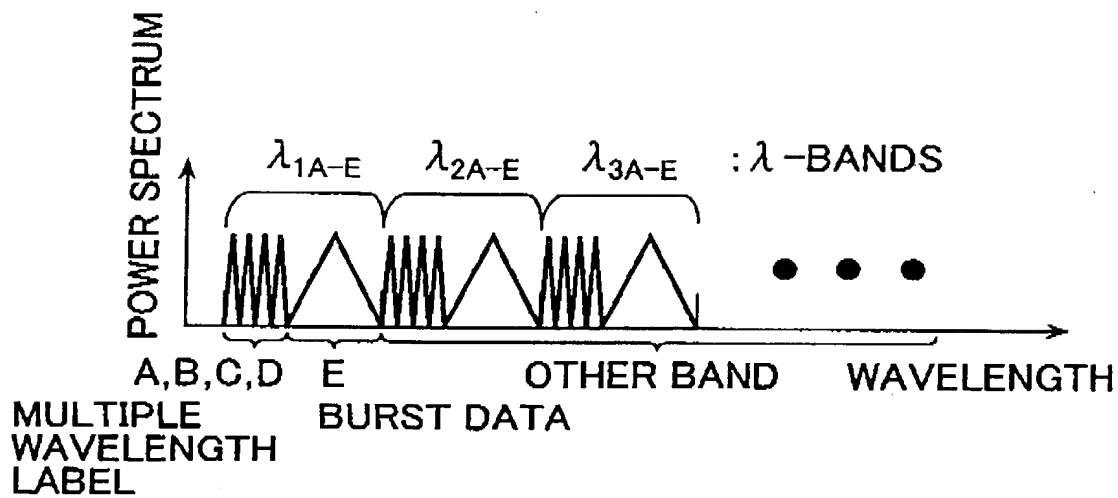 POWER SPECTRUM
λ1A-E λ2A-E λ3A-E : λ-BANDS
A,B,C,D E OTHER BAND WAVELENGTH
MULTIPLE BURST DATA
WAVELENGTH
LABEL